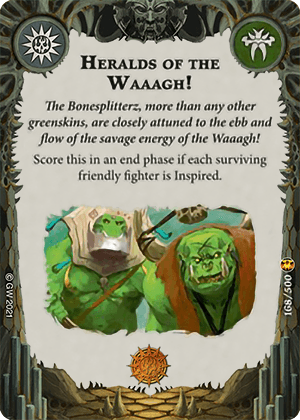 HERALDS OF THE
WAAAGH!
The Bonesplitterz, more than any other
greenskins, are closely attuned to the ebb and
flow of the savage energy of the Waaagh!
Score this in an end phase if each surviving
friendly fighter is Inspired.
© GW 2021
168/500